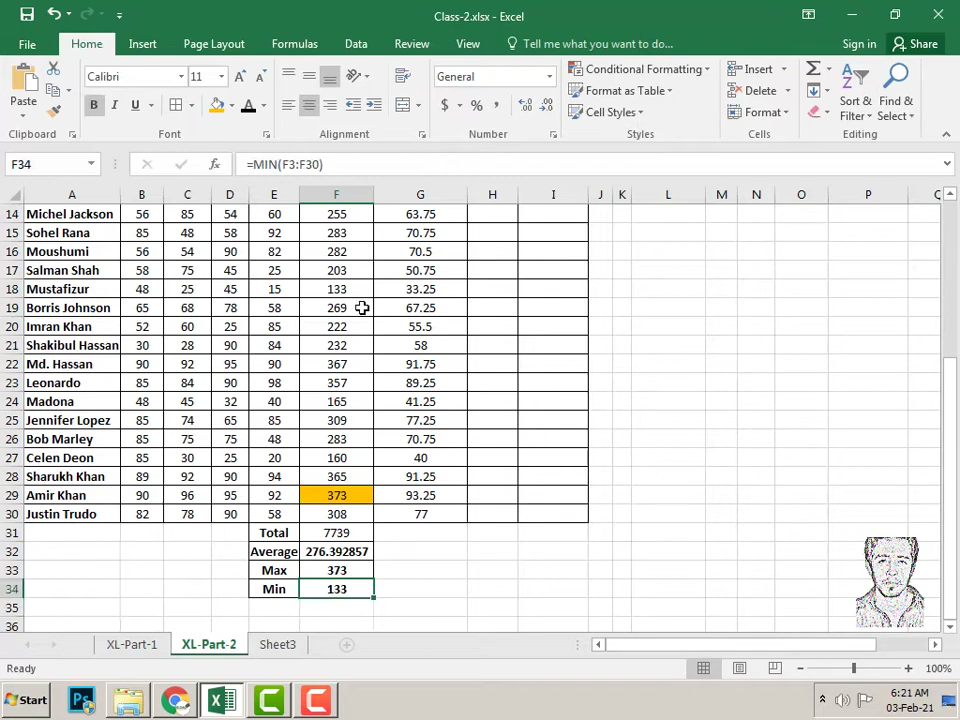 Class-2.xlsx - Excel
File Home Insert Page Layout Formulas Data Review View Tell me what you want to do... Sign in Share
Paste Calibri 11 General Conditional Formatting Format as Table Cell Styles Insert Delete Format Sort & Filter Find & Select
Clipboard Font Alignment Number Styles Cells Editing
F34 fx =MIN(F3:F30)
A B C D E F G H I J K L M N O P Q
14 Michel Jackson 56 85 54 60 255 63.75
15 Sohel Rana 85 48 58 92 283 70.75
16 Moushumi 56 54 90 82 282 70.5
17 Salman Shah 58 75 45 25 203 50.75
18 Mustafizur 48 25 45 15 133 33.25
19 Borris Johnson 65 68 78 58 269 67.25
20 Imran Khan 52 60 25 85 222 55.5
21 Shakibul Hassan 30 28 90 84 232 58
22 Md. Hassan 90 92 95 90 367 91.75
23 Leonardo 85 84 90 98 357 89.25
24 Madona 48 45 32 40 165 41.25
25 Jennifer Lopez 85 74 65 85 309 77.25
26 Bob Marley 85 75 75 48 283 70.75
27 Celen Deon 85 30 25 20 160 40
28 Sharukh Khan 89 92 90 94 365 91.25
29 Amir Khan 90 96 95 92 373 93.25
30 Justin Trudo 82 78 90 58 308 77
31 Total 7739
32 Average 276.392857
33 Max 373
34 Min 133
35
36
XL-Part-1 XL-Part-2 Sheet3
Ready 100%
Start 6:21 AM
03-Feb-21